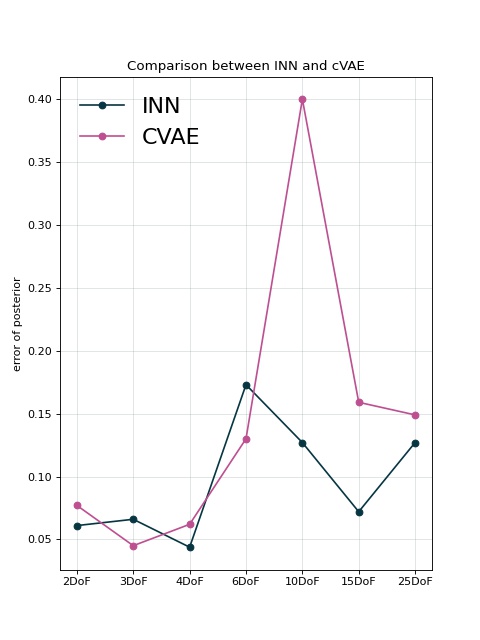 Comparison between INN and cVAE
INN
CVAE
error of posterior
0.40
0.35
0.30
0.25
0.20
0.15
0.10
0.05
2DoF 3DoF 4DoF 6DoF 10DoF 15DoF 25DoF